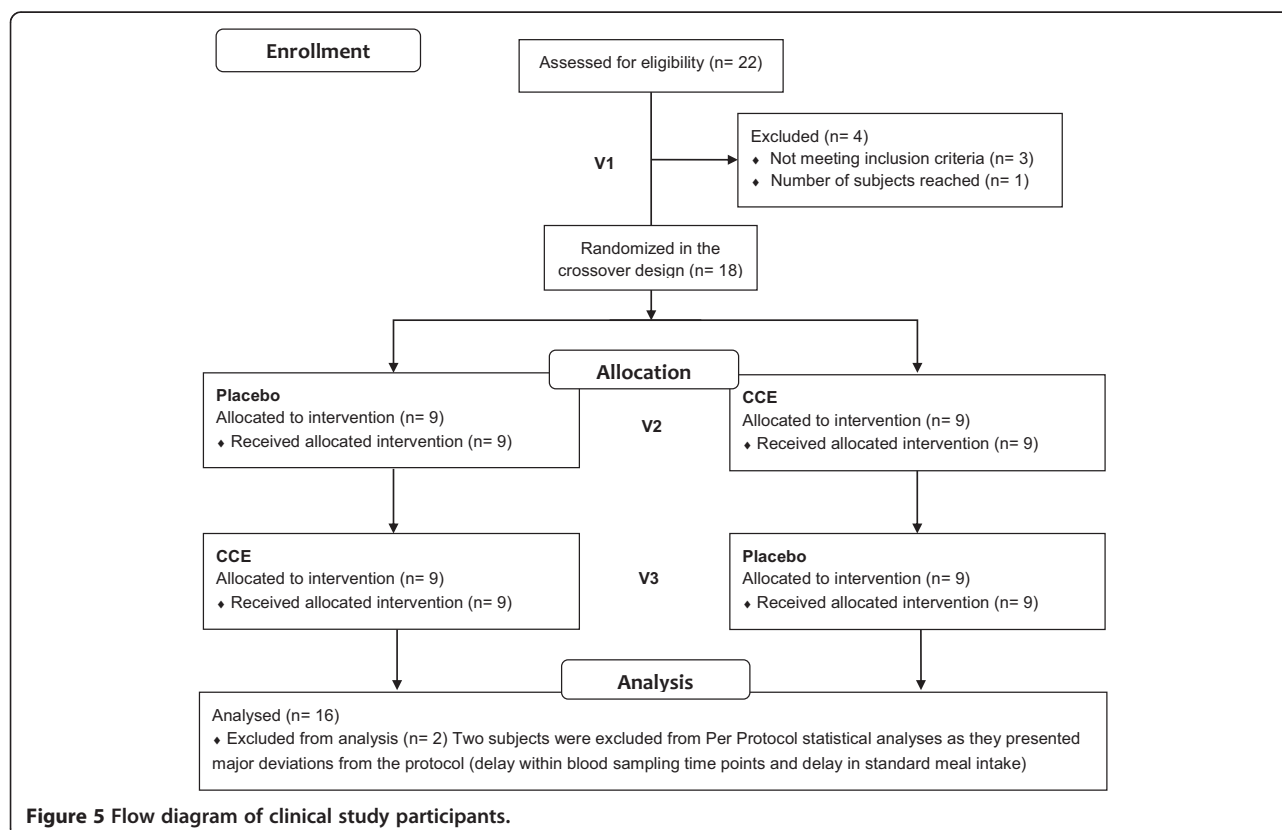 Enrollment
Assessed for eligibility (n= 22)
Excluded (n= 4)
♦ Not meeting inclusion criteria (n= 3)
♦ Number of subjects reached (n= 1)
V1
Randomized in the
crossover design (n= 18)
Allocation
Placebo
Allocated to intervention (n= 9)
♦ Received allocated intervention (n= 9)
V2
CCE
Allocated to intervention (n= 9)
♦ Received allocated intervention (n= 9)
CCE
Allocated to intervention (n= 9)
♦ Received allocated intervention (n= 9)
V3
Placebo
Allocated to intervention (n= 9)
♦ Received allocated intervention (n= 9)
Analysis
Analysed (n= 16)
♦ Excluded from analysis (n= 2) Two subjects were excluded from Per Protocol statistical analyses as they presented
major deviations from the protocol (delay within blood sampling time points and delay in standard meal intake)
Figure 5 Flow diagram of clinical study participants.